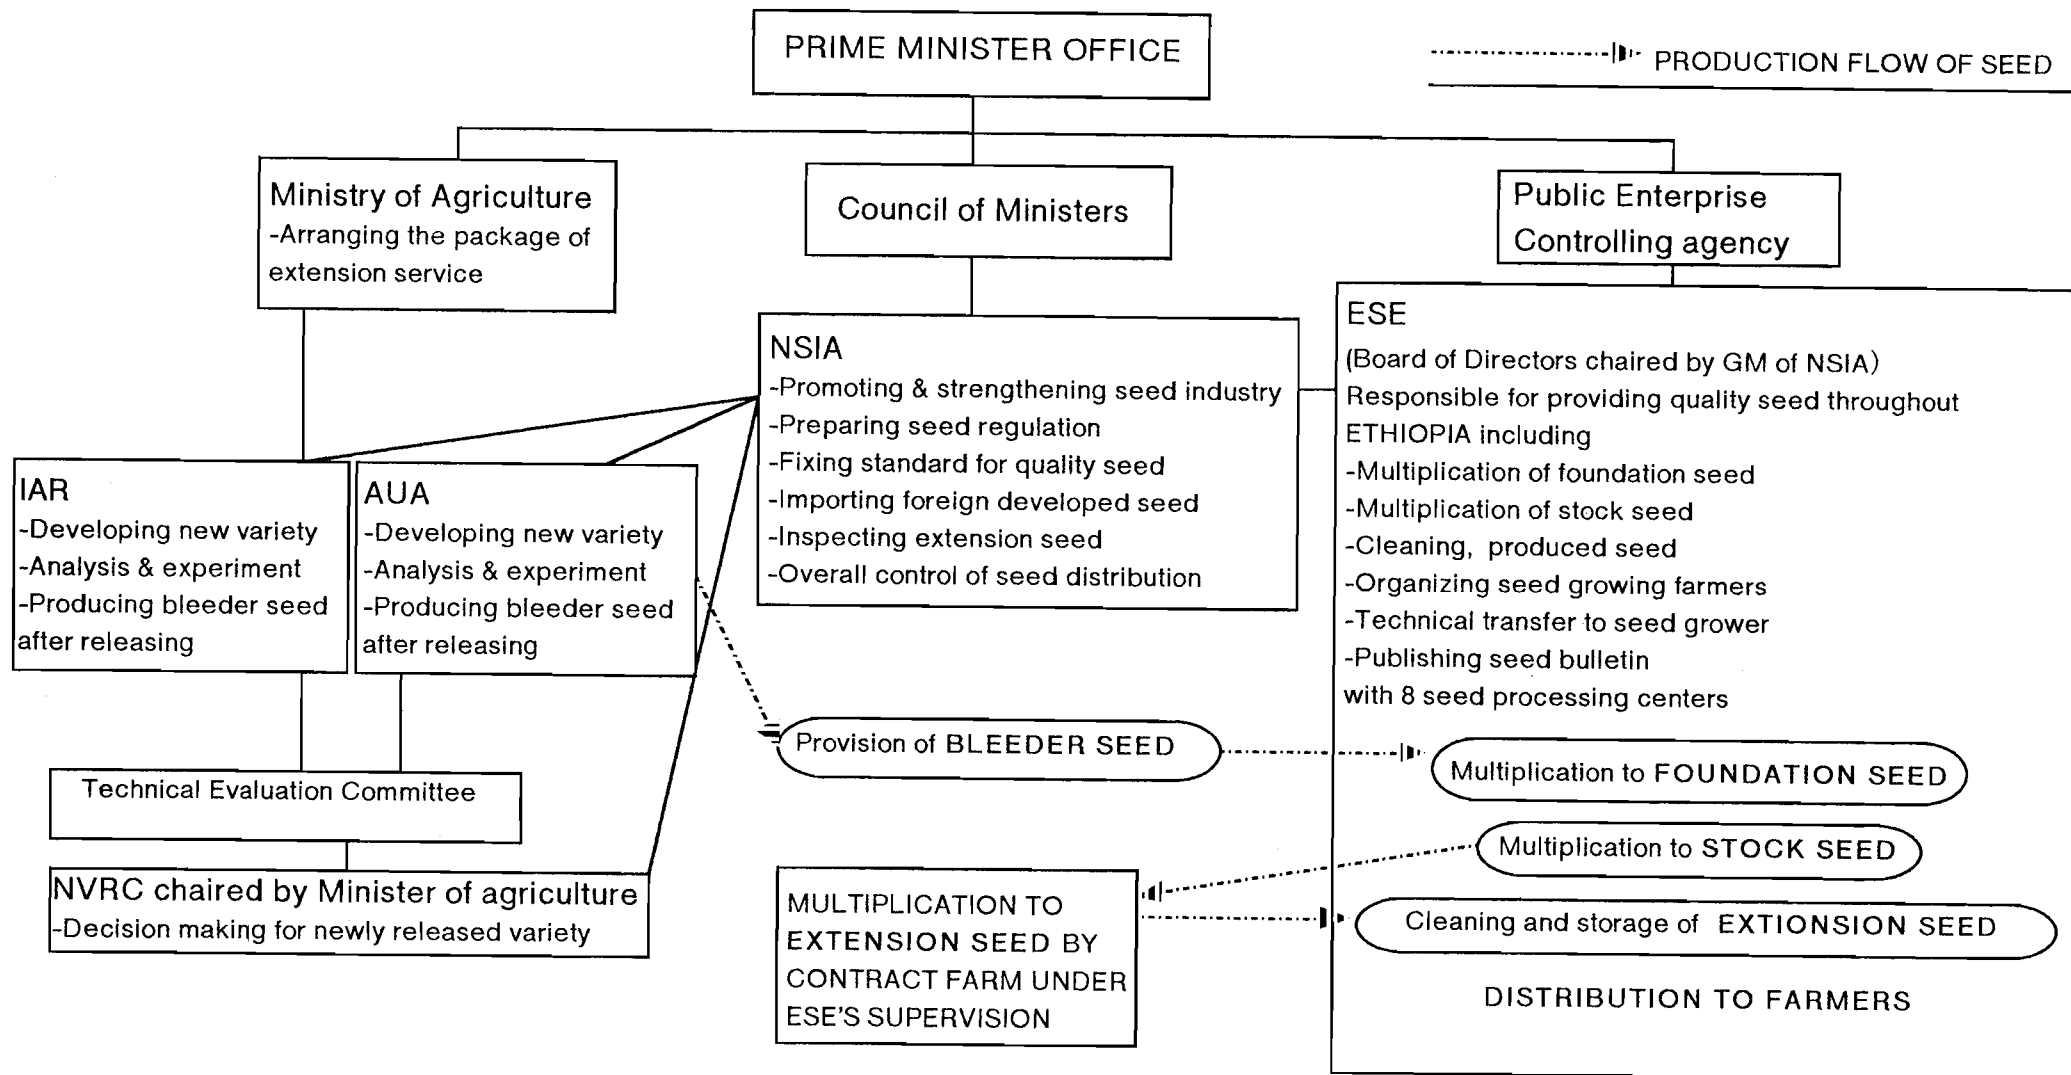 PRIME MINISTER OFFICE
PRODUCTION FLOW OF SEED
Ministry of Agriculture
-Arranging the package of
extension service
Council of Ministers
Public Enterprise
Controlling agency
NSIA
-Promoting & strengthening seed industry
-Preparing seed regulation
-Fixing standard for quality seed
-Importing foreign developed seed
-Inspecting extension seed
-Overall control of seed distribution
ESE
(Board of Directors chaired by GM of NSIA)
Responsible for providing quality seed throughout
ETHIOPIA including
-Multiplication of foundation seed
-Multiplication of stock seed
-Cleaning, produced seed
-Organizing seed growing farmers
-Technical transfer to seed grower
-Publishing seed bulletin
with 8 seed processing centers
IAR
-Developing new variety
-Analysis & experiment
-Producing bleeder seed
after releasing
AUA
-Developing new variety
-Analysis & experiment
-Producing bleeder seed
after releasing
Provision of BLEEDER SEED
Multiplication to FOUNDATION SEED
Technical Evaluation Committee
Multiplication to STOCK SEED
NVRC chaired by Minister of agriculture
-Decision making for newly released variety
MULTIPLICATION TO
EXTENSION SEED BY
CONTRACT FARM UNDER
ESE'S SUPERVISION
Cleaning and storage of EXTIONSION SEED
DISTRIBUTION TO FARMERS